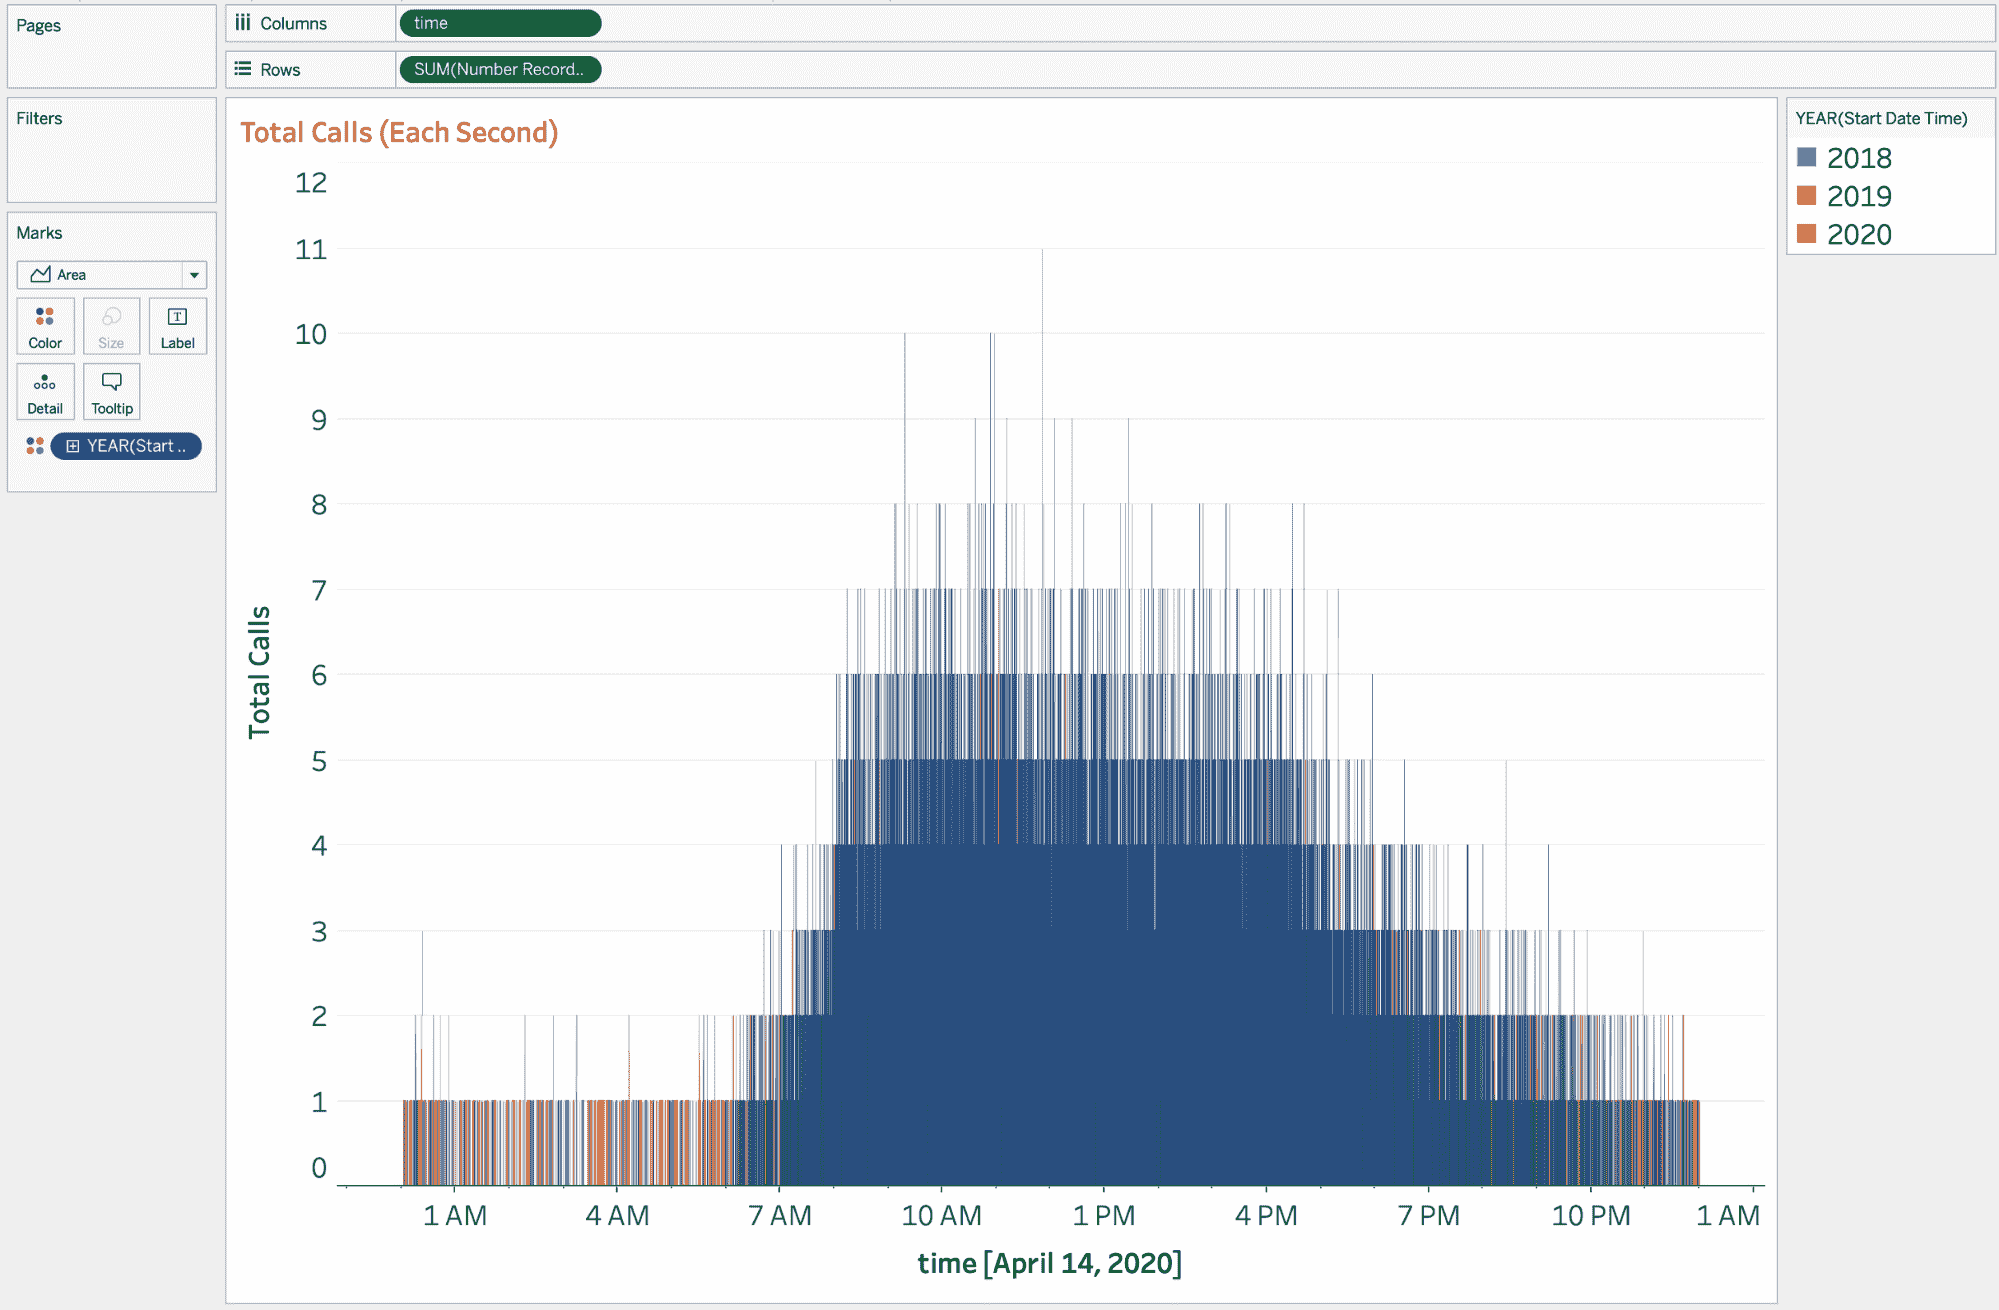 Pages
Columns
time
Rows
SUM(Number Record..
Filters
Marks
Area
Color
Size
Label
Detail
Tooltip
YEAR(Start ..
Total Calls (Each Second)
12
11
10
9
8
7
6
5
4
3
2
1
0
Total Calls
1 AM
4 AM
7 AM
10 AM
1 PM
4 PM
7 PM
10 PM
1 AM
time [April 14, 2020]
YEAR(Start Date Time)
2018
2019
2020